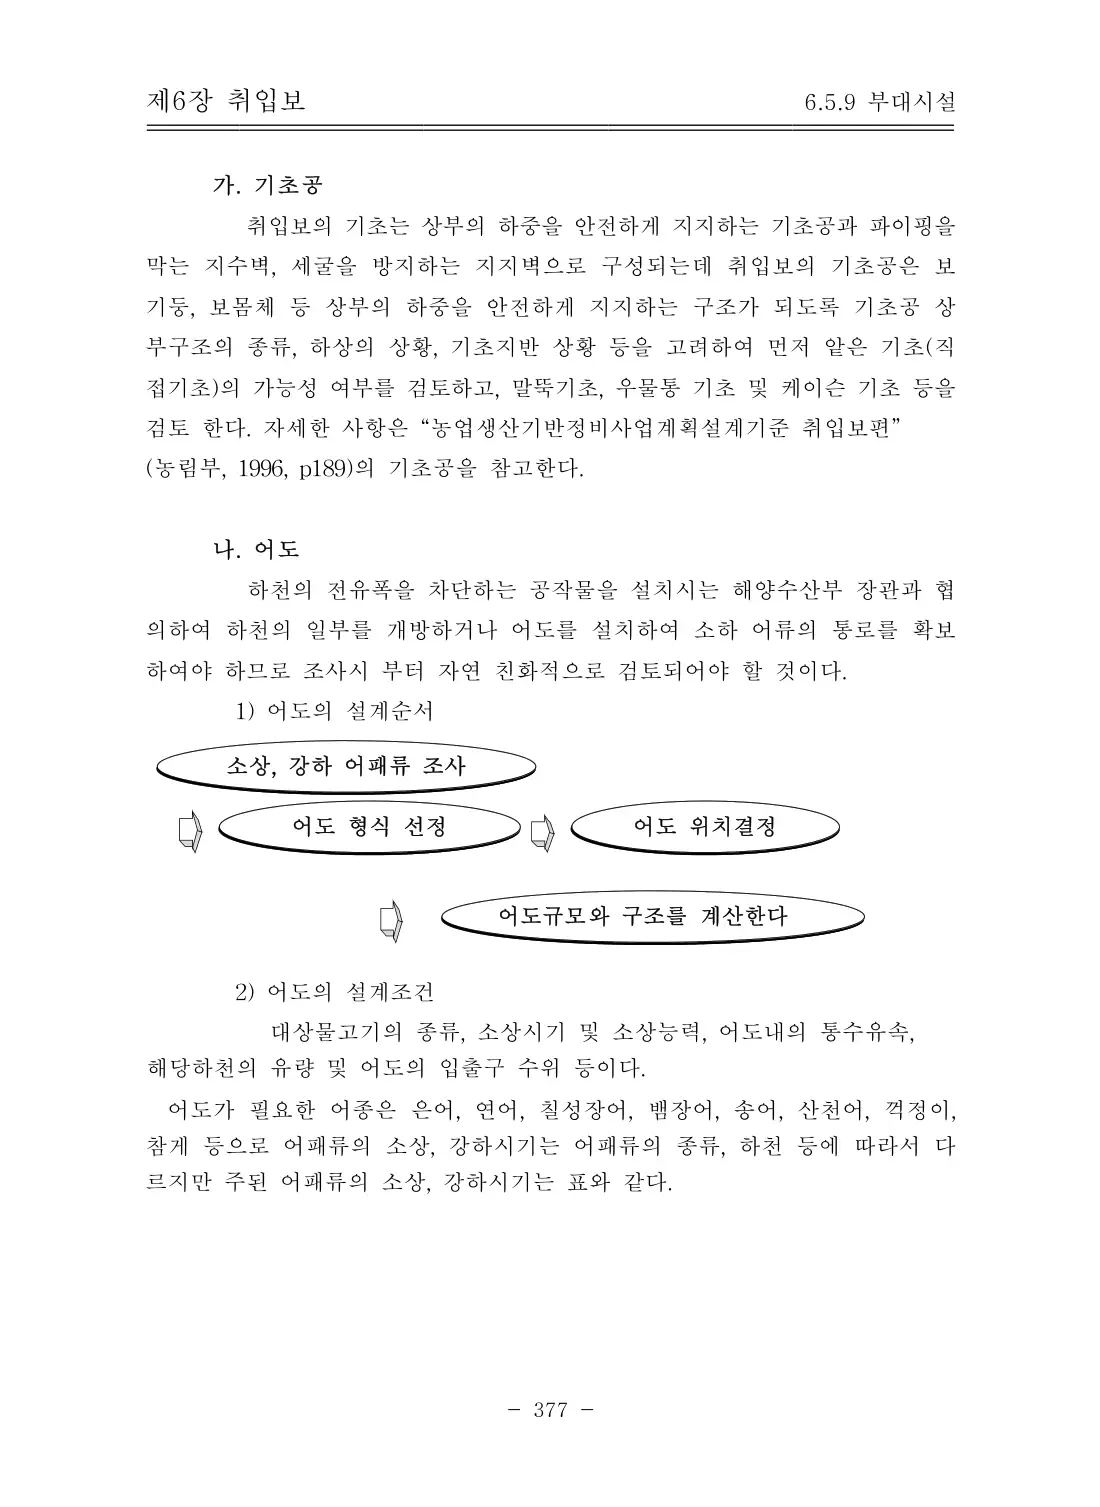 제6장 취입보
6.5.9 부대시설
가. 기초공
취입보의 기초는 상부의 하중을 안전하게 지지하는 기초공과 파이핑을
막는 지수벽, 세굴을 방지하는 지지벽으로 구성되는데 취입보의 기초공은 보
기둥, 보몸체 등 상부의 하중을 안전하게 지지하는 구조가 되도록 기초공 상
부구조의 종류, 하상의 상황, 기초지반 상황 등을 고려하여 먼저 얕은 기초(직
접기초)의 가능성 여부를 검토하고, 말뚝기초, 우물통 기초 및 케이슨 기초 등을
검토 한다. 자세한 사항은 “농업생산기반정비사업계획설계기준 취입보편”
(농림부, 1996, p189)의 기초공을 참고한다.
나. 어도
하천의 전유폭을 차단하는 공작물을 설치시는 해양수산부 장관과 협
의하여 하천의 일부를 개방하거나 어도를 설치하여 소하 어류의 통로를 확보
하여야 하므로 조사시 부터 자연 친화적으로 검토되어야 할 것이다.
1) 어도의 설계순서
소상, 강하 어패류 조사
어도 형식 선정
어도 위치결정
어도규모와 구조를 계산한다
2) 어도의 설계조건
대상물고기의 종류, 소상시기 및 소상능력, 어도내의 통수유속,
해당하천의 유량 및 어도의 입출구 수위 등이다.
어도가 필요한 어종은 은어, 연어, 칠성장어, 뱀장어, 송어, 산천어, 꺽정이,
참게 등으로 어패류의 소상, 강하시기는 어패류의 종류, 하천 등에 따라서 다
르지만 주된 어패류의 소상, 강하시기는 표와 같다.
- 377 -